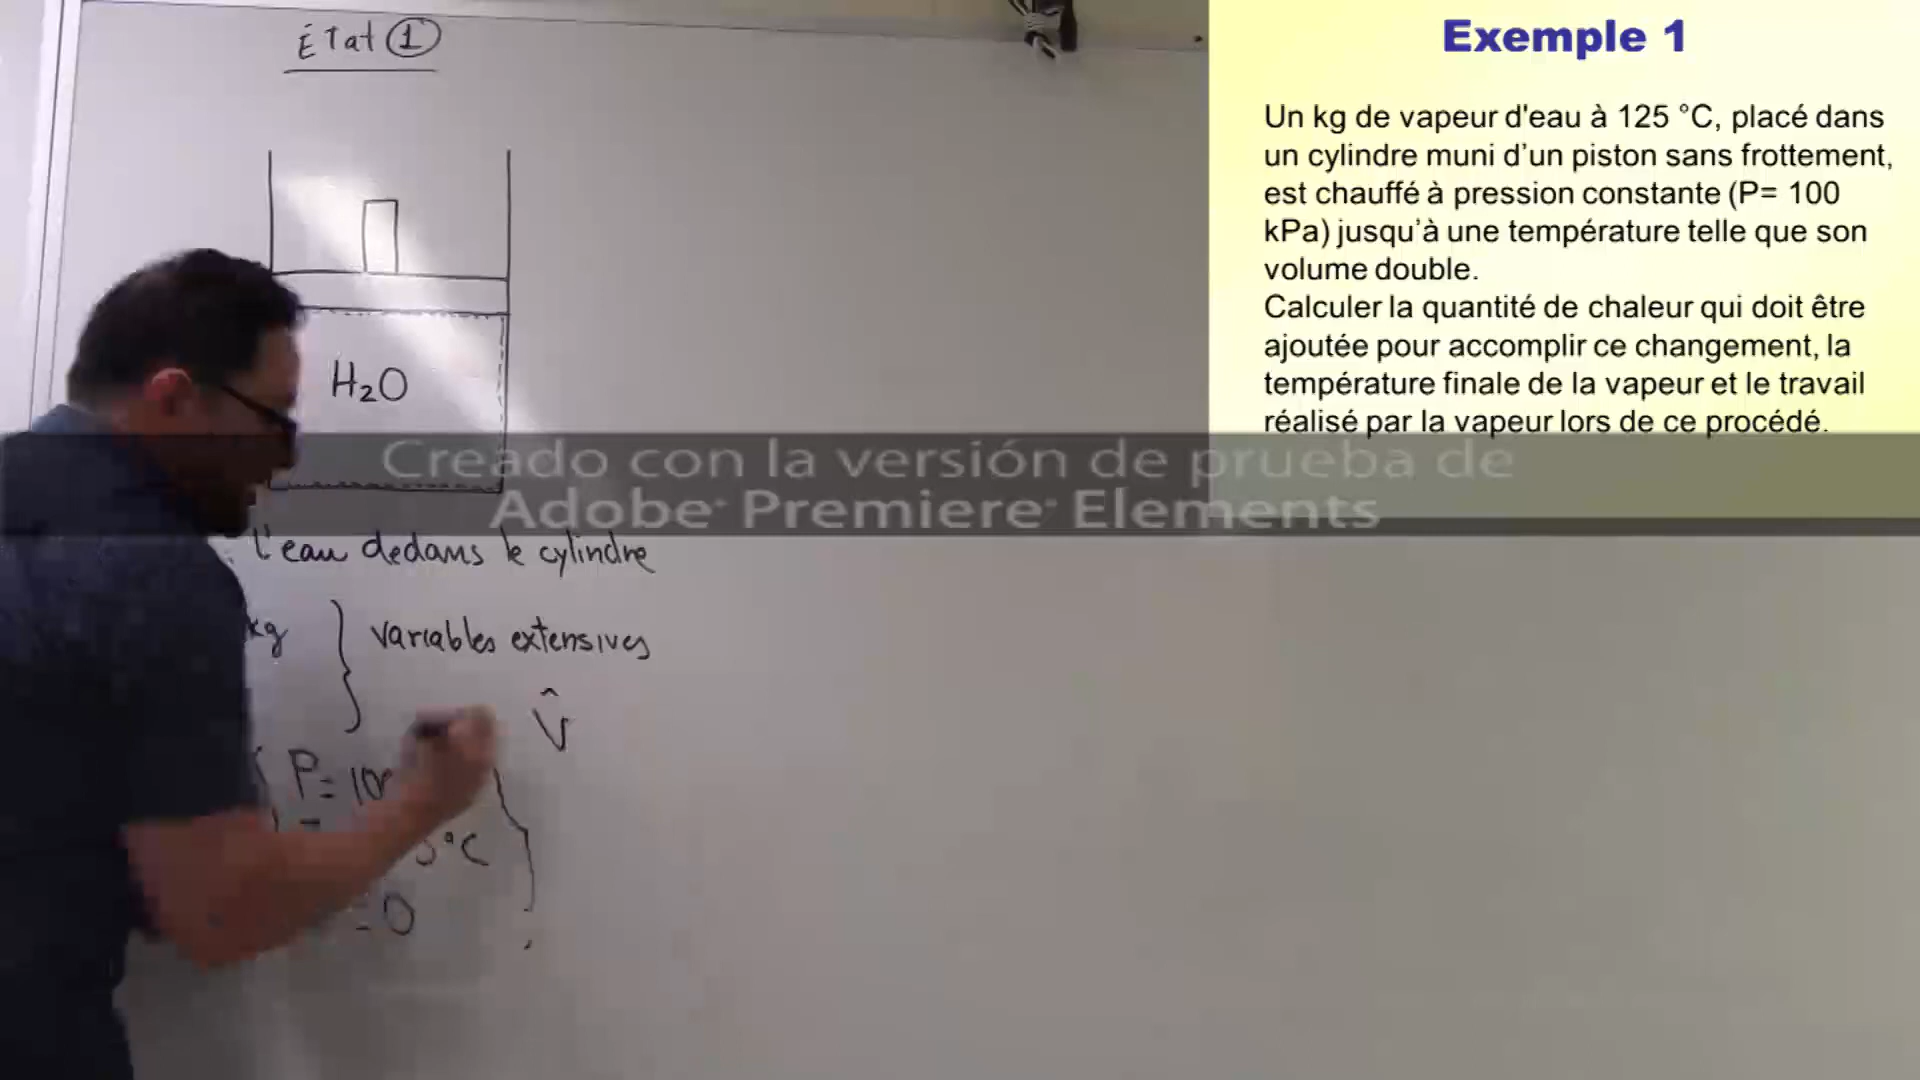 État 1
H₂O
l'eau dedans le cylindre
kg
variables extensives
V̂
P = 10
°C
= 0
Exemple 1
Un kg de vapeur d'eau à 125 °C, placé dans
un cylindre muni d’un piston sans frottement,
est chauffé à pression constante (P= 100
kPa) jusqu’à une température telle que son
volume double.
Calculer la quantité de chaleur qui doit être
ajoutée pour accomplir ce changement, la
température finale de la vapeur et le travail
réalisé par la vapeur lors de ce procédé.
Creado con la versión de prueba de
Adobe® Premiere® Elements